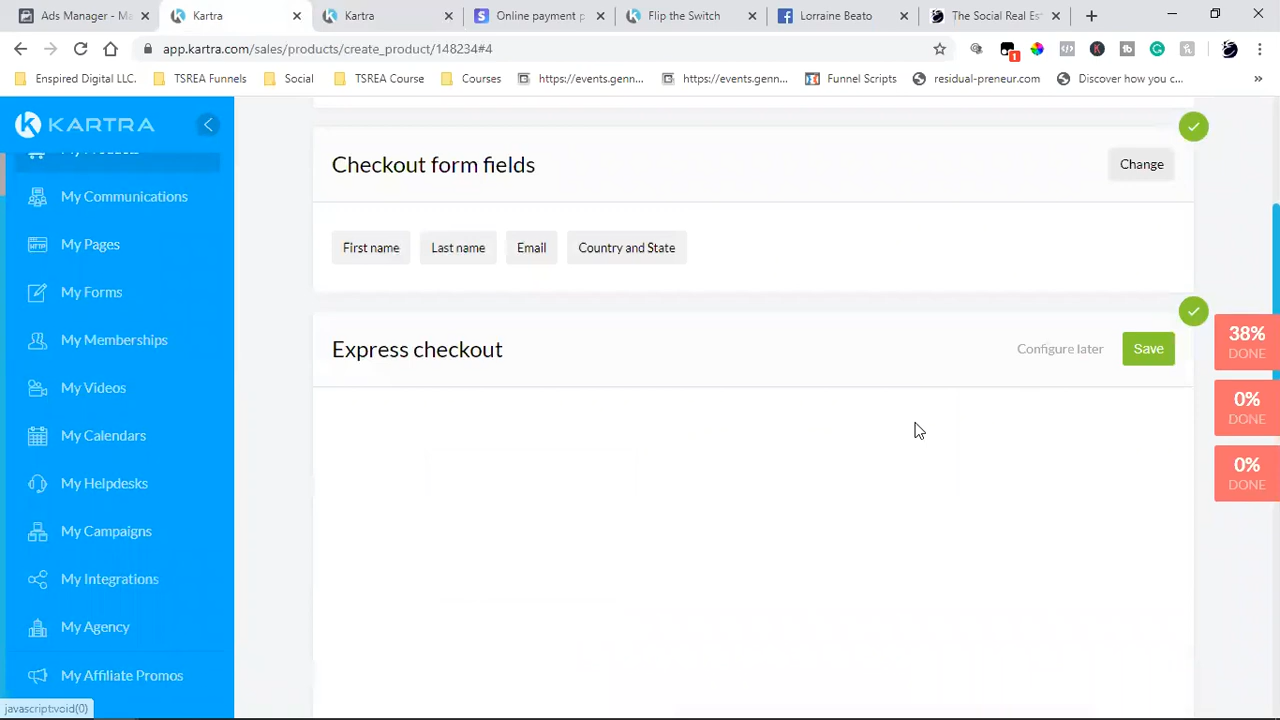 Ads Manager - Ma
Kartra
Kartra
Online payment p
Flip the Switch
Lorraine Beato
The Social Real Es
app.kartra.com/sales/products/create_product/148234#4
1
Enspired Digital LLC.
TSREA Funnels
Social
TSREA Course
Courses
https://events.genn...
https://events.genn...
Funnel Scripts
residual-preneur.com
Discover how you c...
KARTRA
My Communications
My Pages
My Forms
My Memberships
My Videos
My Calendars
My Helpdesks
My Campaigns
My Integrations
My Agency
My Affiliate Promos
javascript:void(0)
Checkout form fields
Change
First name
Last name
Email
Country and State
Express checkout
Configure later
Save
38%
DONE
0%
DONE
0%
DONE